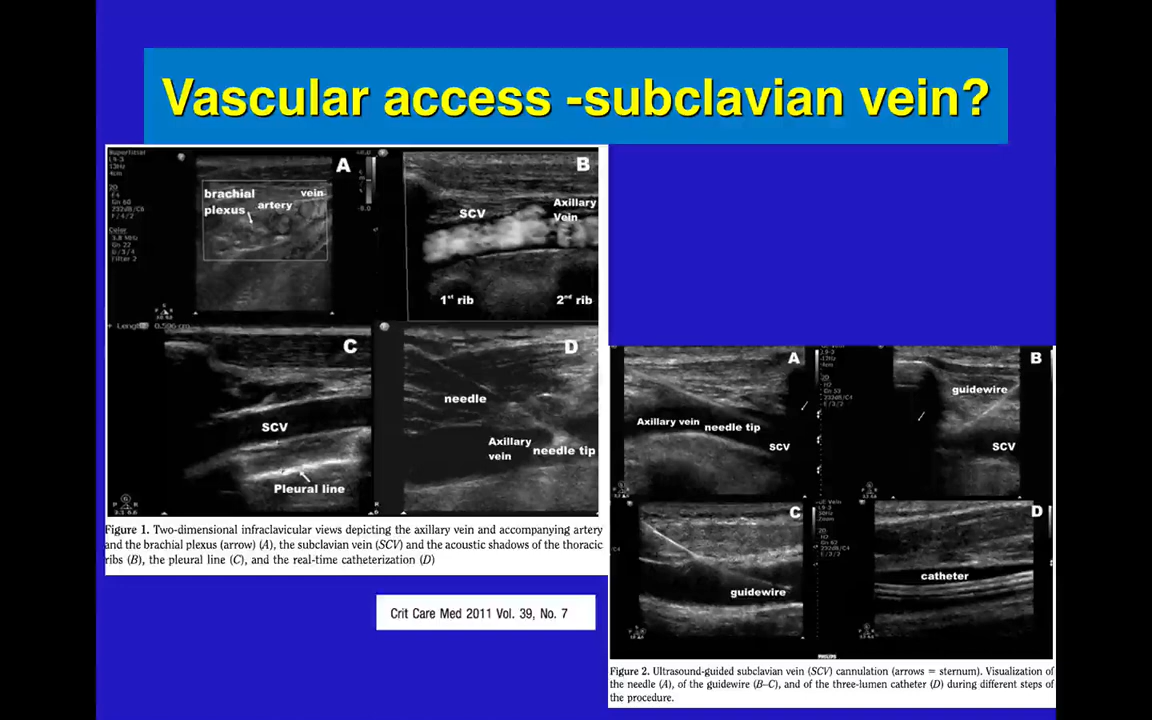 Vascular access -subclavian vein?
A
brachial
plexus
artery
vein
B
SCV
Axillary
Vein
1st rib
2nd rib
C
SCV
Pleural line
D
needle
Axillary
vein
needle tip
Figure 1. Two-dimensional infraclavicular views depicting the axillary vein and accompanying artery
and the brachial plexus (arrow) (A), the subclavian vein (SCV) and the acoustic shadows of the thoracic
ribs (B), the pleural line (C), and the real-time catheterization (D)
Crit Care Med 2011 Vol. 39, No. 7
A
Axillary vein
needle tip
SCV
B
guidewire
SCV
C
guidewire
D
catheter
PHILIPS
Figure 2. Ultrasound-guided subclavian vein (SCV) cannulation (arrows = sternum). Visualization of
the needle (A), of the guidewire (B–C), and of the three-lumen catheter (D) during different steps of
the procedure.